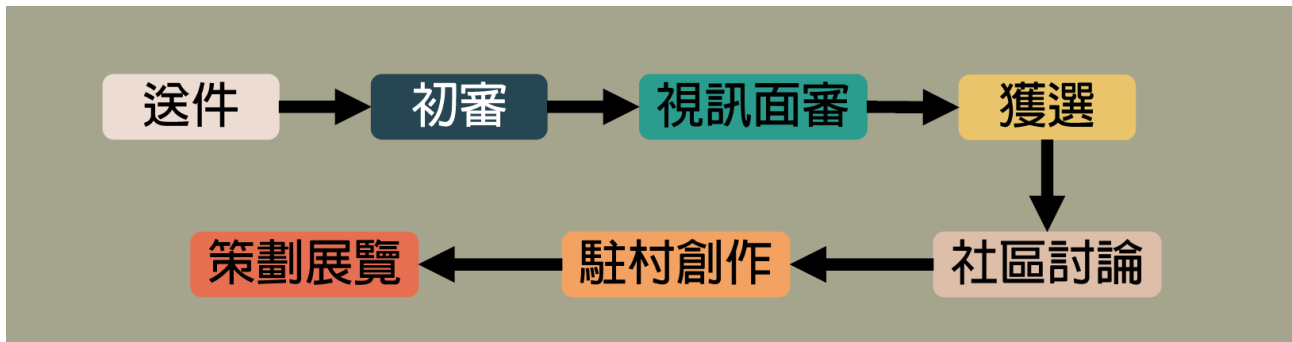 送件
初審
視訊面審
獲選
社區討論
駐村創作
策劃展覽